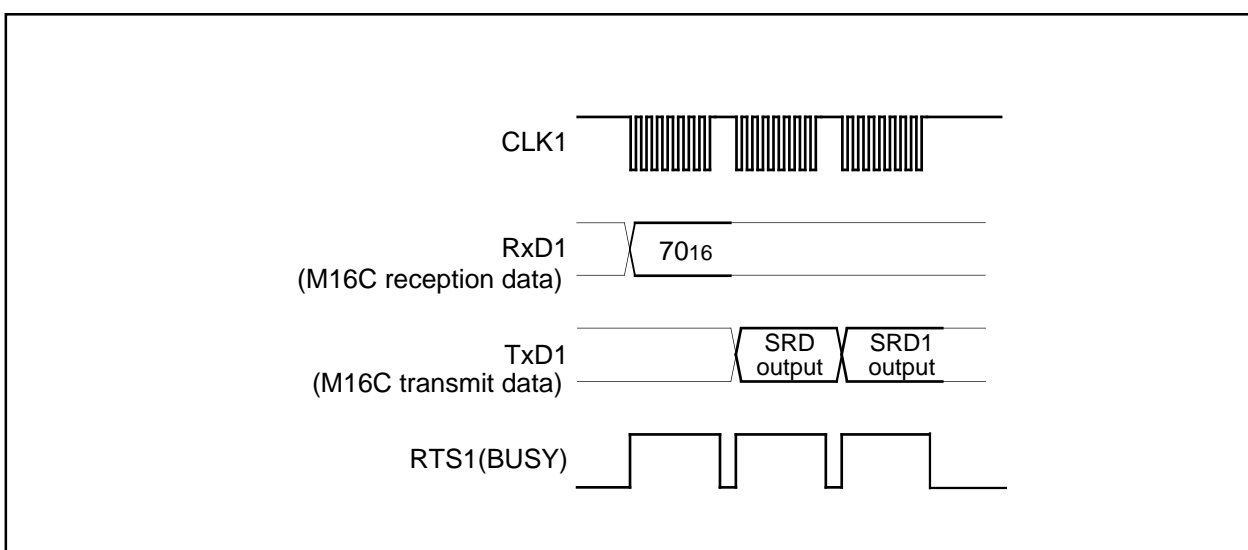 CLK1
RxD1
(M16C reception data)
7016
TxD1
(M16C transmit data)
SRD
output
SRD1
output
RTS1(BUSY)